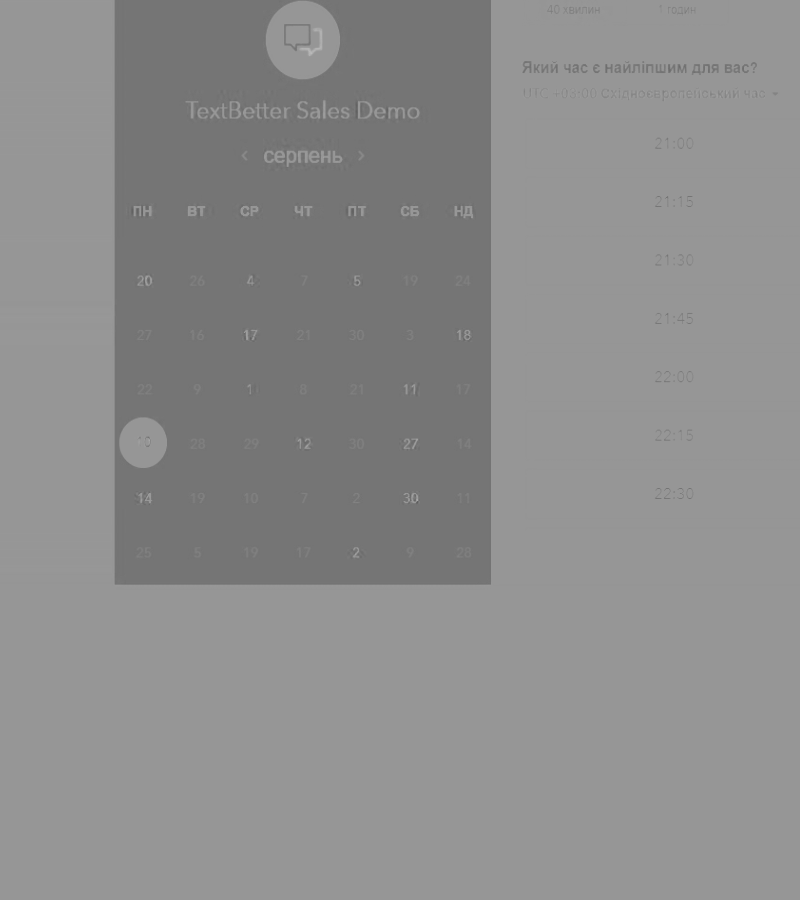 TextBetter Sales Demo
‹ серпень ›
ПН ВТ СР ЧТ ПТ СБ НД
20 26 4 7 5 19 24
27 16 17 21 30 3 18
22 9 1 8 21 11 17
10 28 29 12 30 27 14
14 19 10 7 2 30 11
25 5 19 17 2 9 28
40 хвилин 1 годин
Який час є найліпшим для вас?
UTC +03:00 Східноєвропейський час
21:00
21:15
21:30
21:45
22:00
22:15
22:30